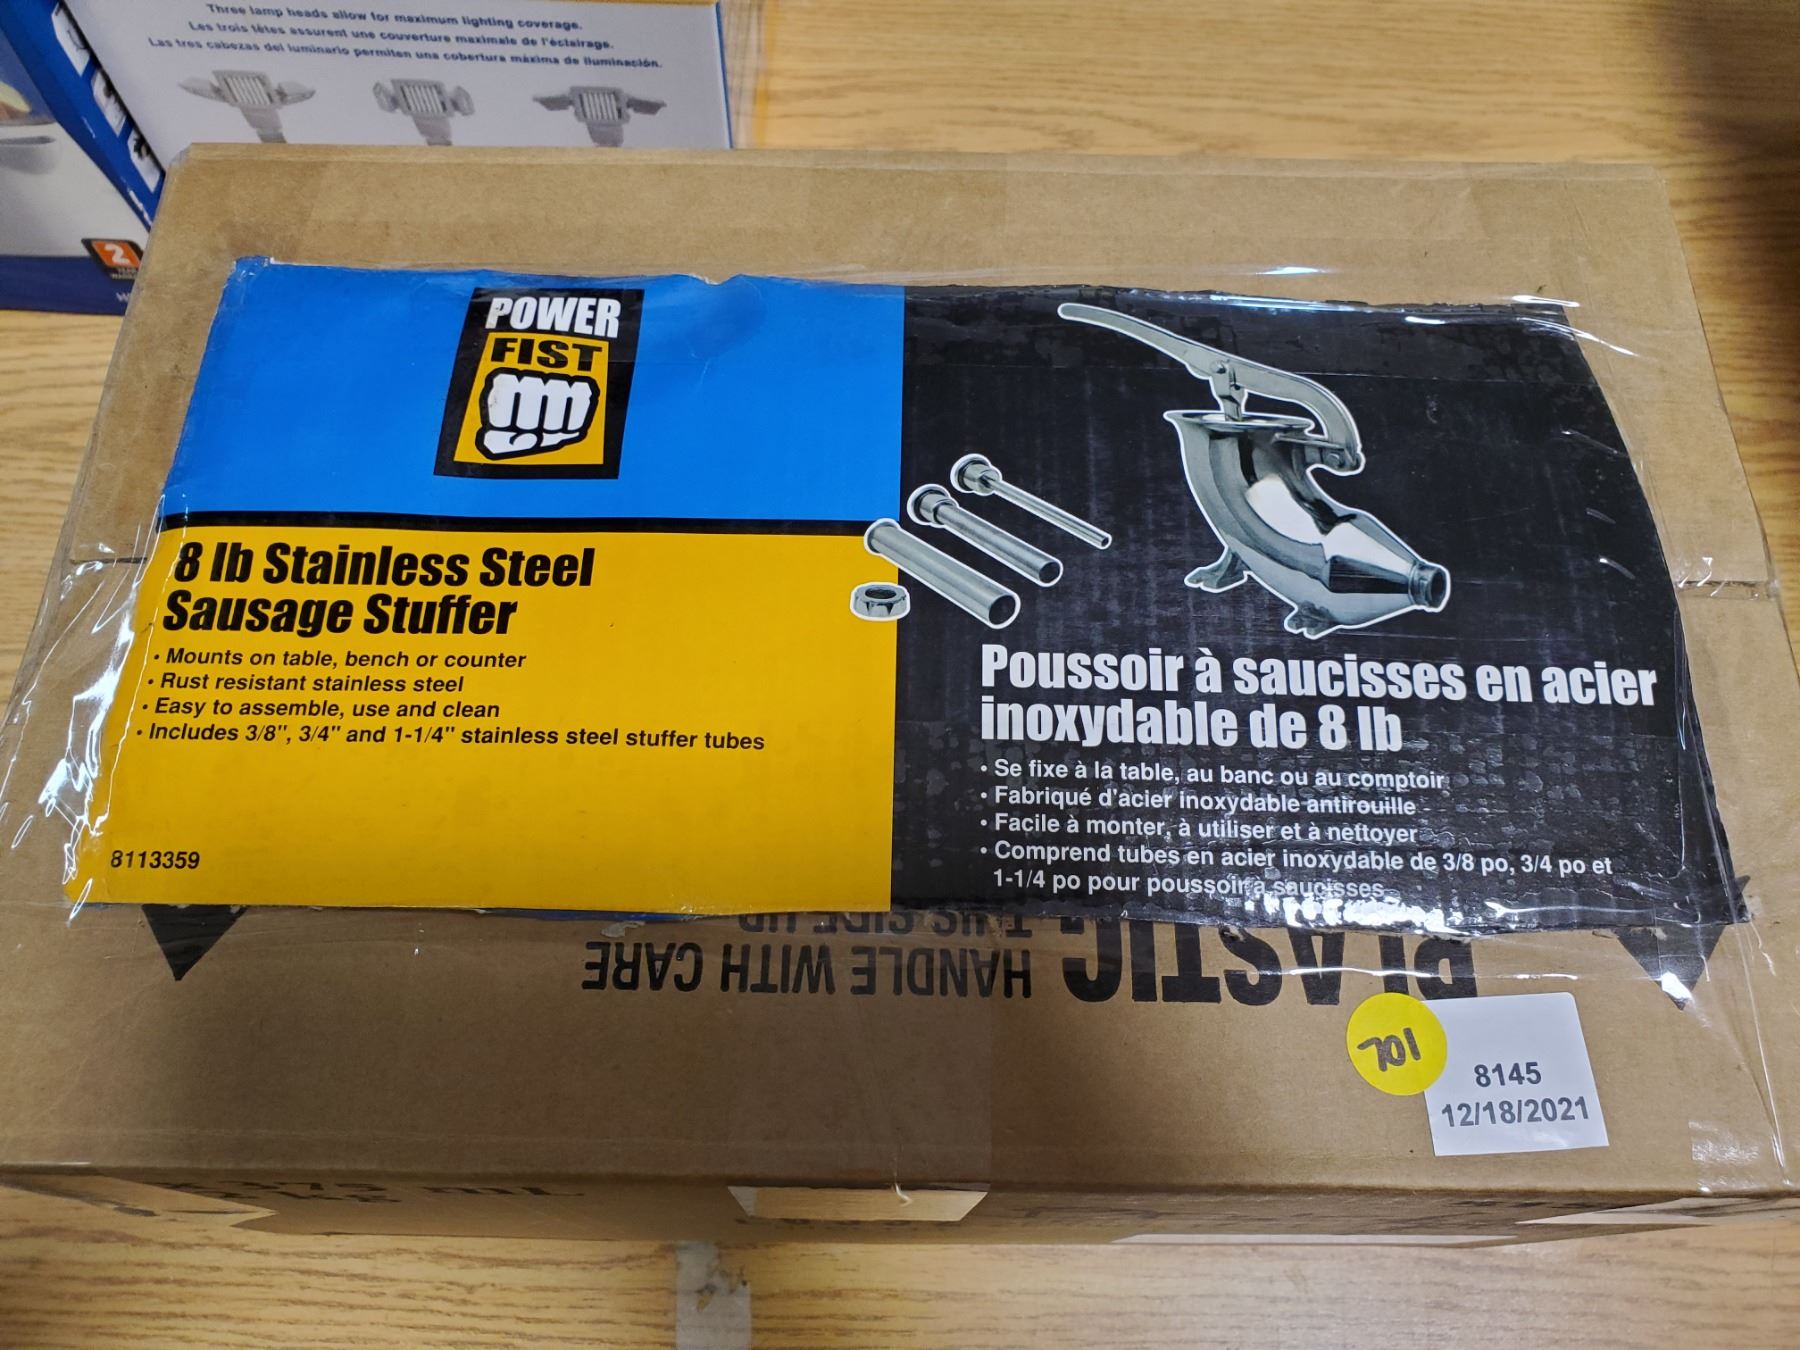 Three lamp heads allow for maximum lighting coverage.
Les trois têtes assurent une couverture maximale de l'éclairage.
Las tres cabezas del luminario permiten una cobertura máxima de iluminación.
2
YEAR
POWER
FIST
8 lb Stainless Steel
Sausage Stuffer
• Mounts on table, bench or counter
• Rust resistant stainless steel
• Easy to assemble, use and clean
• Includes 3/8", 3/4" and 1-1/4" stainless steel stuffer tubes
8113359
Poussoir à saucisses en acier
inoxydable de 8 lb
• Se fixe à la table, au banc ou au comptoir
• Fabriqué d'acier inoxydable antirouille
• Facile à monter, à utiliser et à nettoyer
• Comprend tubes en acier inoxydable de 3/8 po, 3/4 po et
1-1/4 po pour poussoir à saucisses
PLASTIC
THIS SIDE UP
HANDLE WITH CARE
701
8145
12/18/2021